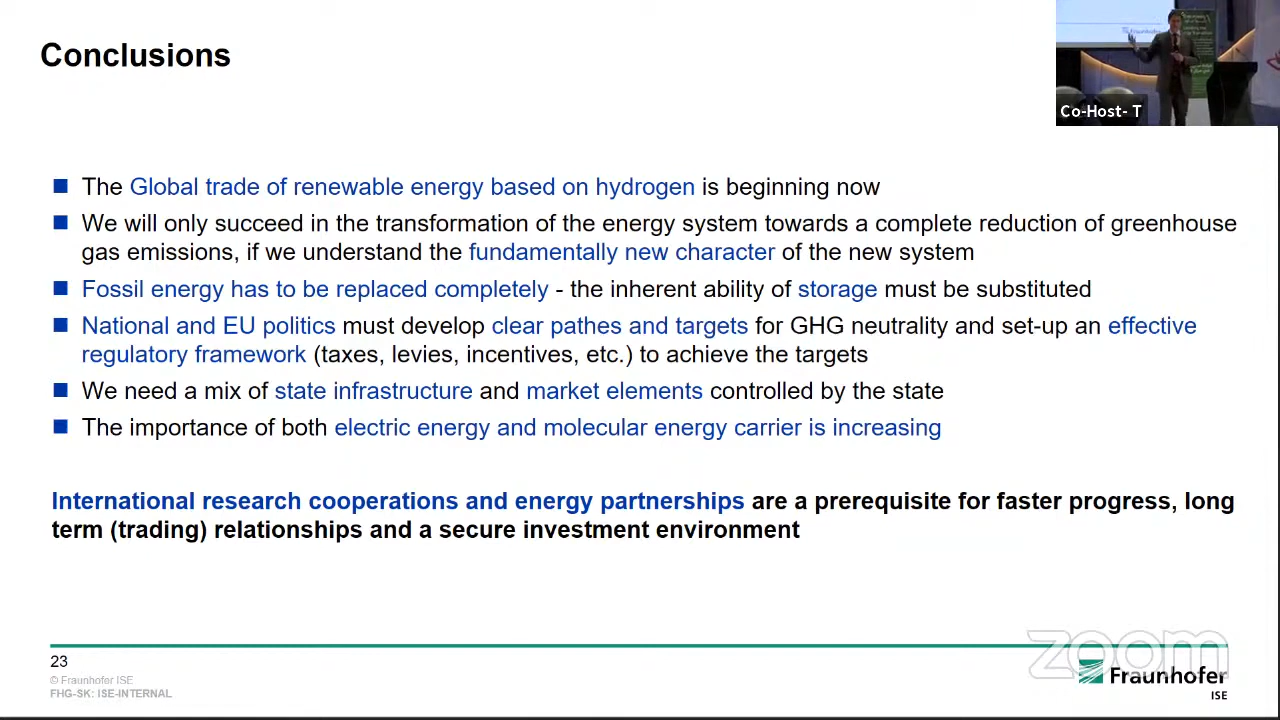 Conclusions
Co-Host- T
Fraunhofer
The Global trade of renewable energy based on hydrogen is beginning now
We will only succeed in the transformation of the energy system towards a complete reduction of greenhouse
gas emissions, if we understand the fundamentally new character of the new system
Fossil energy has to be replaced completely - the inherent ability of storage must be substituted
National and EU politics must develop clear pathes and targets for GHG neutrality and set-up an effective
regulatory framework (taxes, levies, incentives, etc.) to achieve the targets
We need a mix of state infrastructure and market elements controlled by the state
The importance of both electric energy and molecular energy carrier is increasing
International research cooperations and energy partnerships are a prerequisite for faster progress, long
term (trading) relationships and a secure investment environment
zoom
23
© Fraunhofer ISE
FHG-SK: ISE-INTERNAL
Fraunhofer
ISE